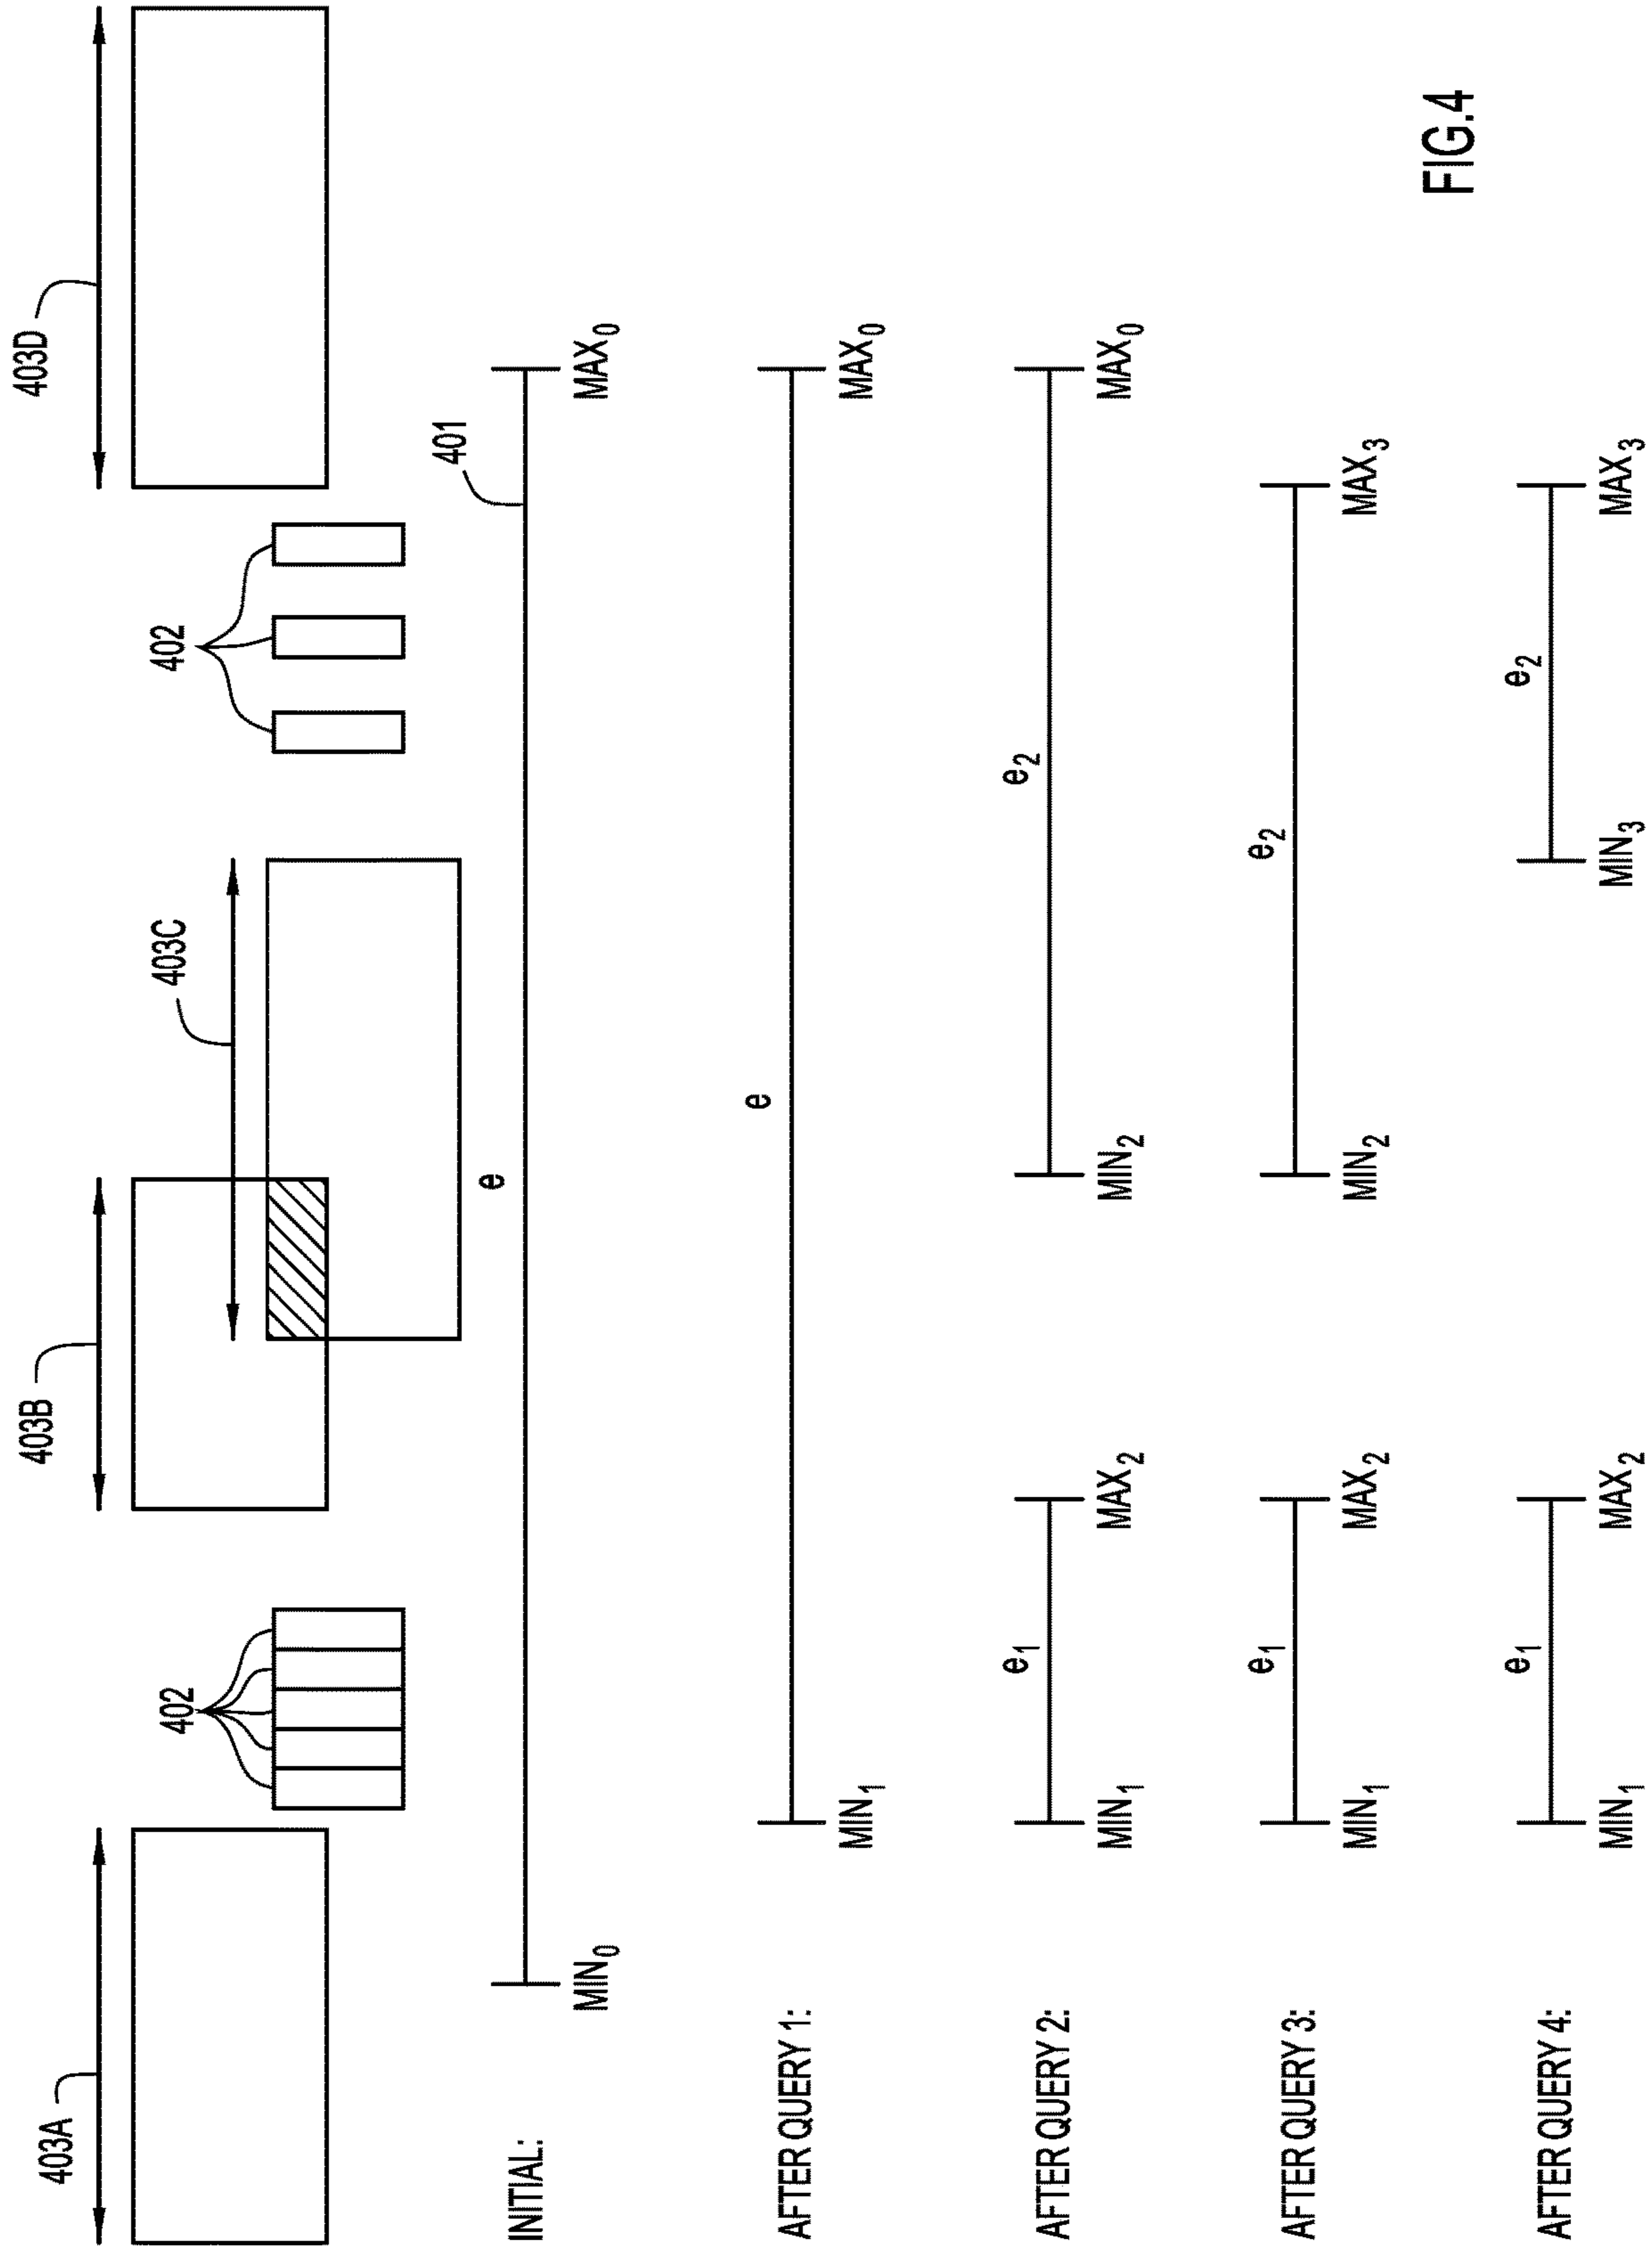 403A
403B
403C
403D
402
402
401
INITIAL:
e
MIN0
MAX0
AFTER QUERY 1:
e
MIN1
MAX0
AFTER QUERY 2:
e1
e2
MIN1
MAX2
MIN2
MAX0
AFTER QUERY 3:
e1
e2
MIN1
MAX2
MIN2
MAX3
AFTER QUERY 4:
e1
e2
MIN1
MAX2
MIN3
MAX3
FIG.4